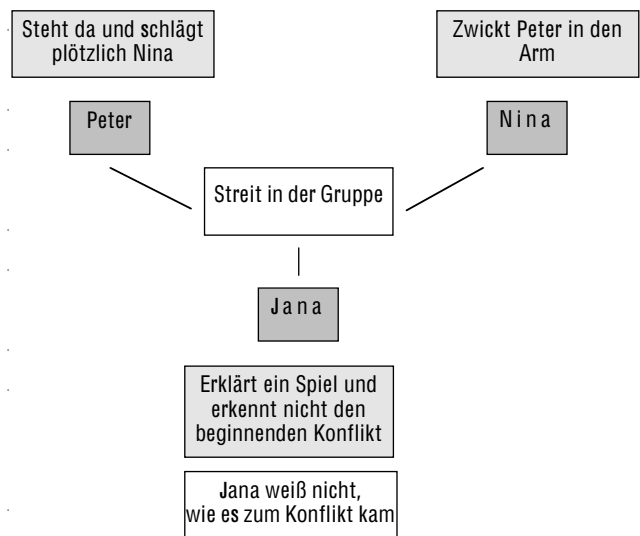 Steht da und schlägt
plötzlich Nina
Zwickt Peter in den
Arm
Peter
Nina
Streit in der Gruppe
Jana
Erklärt ein Spiel und
erkennt nicht den
beginnenden Konflikt
Jana weiß nicht,
wie es zum Konflikt kam